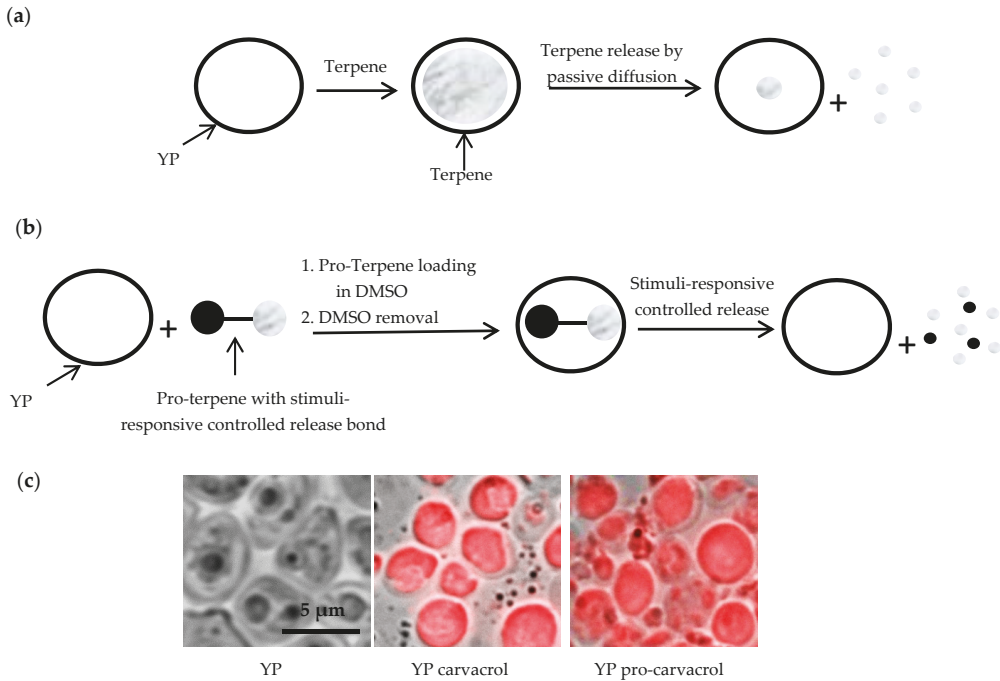 (a)
Terpene
Terpene release by
passive diffusion
+
YP
Terpene
(b)
1. Pro-Terpene loading
in DMSO
2. DMSO removal
Stimuli-responsive
controlled release
+
+
YP
Pro-terpene with stimuli-
responsive controlled release bond
(c)
5 µm
YP
YP carvacrol
YP pro-carvacrol